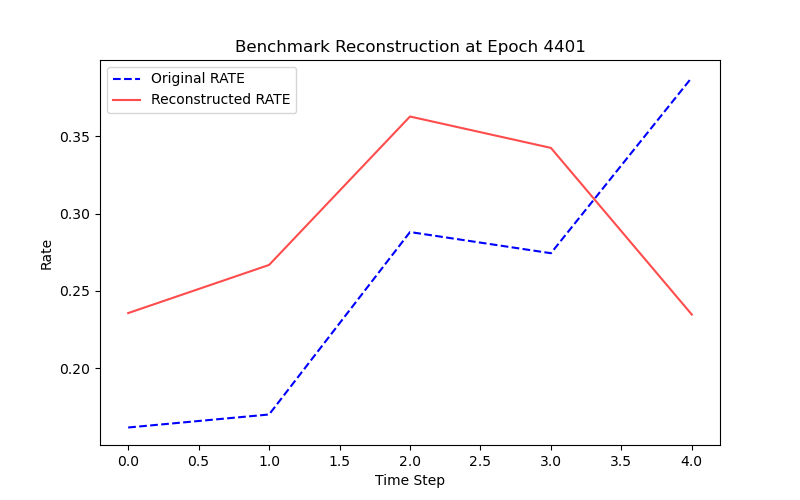 Benchmark Reconstruction at Epoch 4401
Original RATE
Reconstructed RATE
0.35
0.30
0.25
0.20
Rate
0.0 0.5 1.0 1.5 2.0 2.5 3.0 3.5 4.0
Time Step